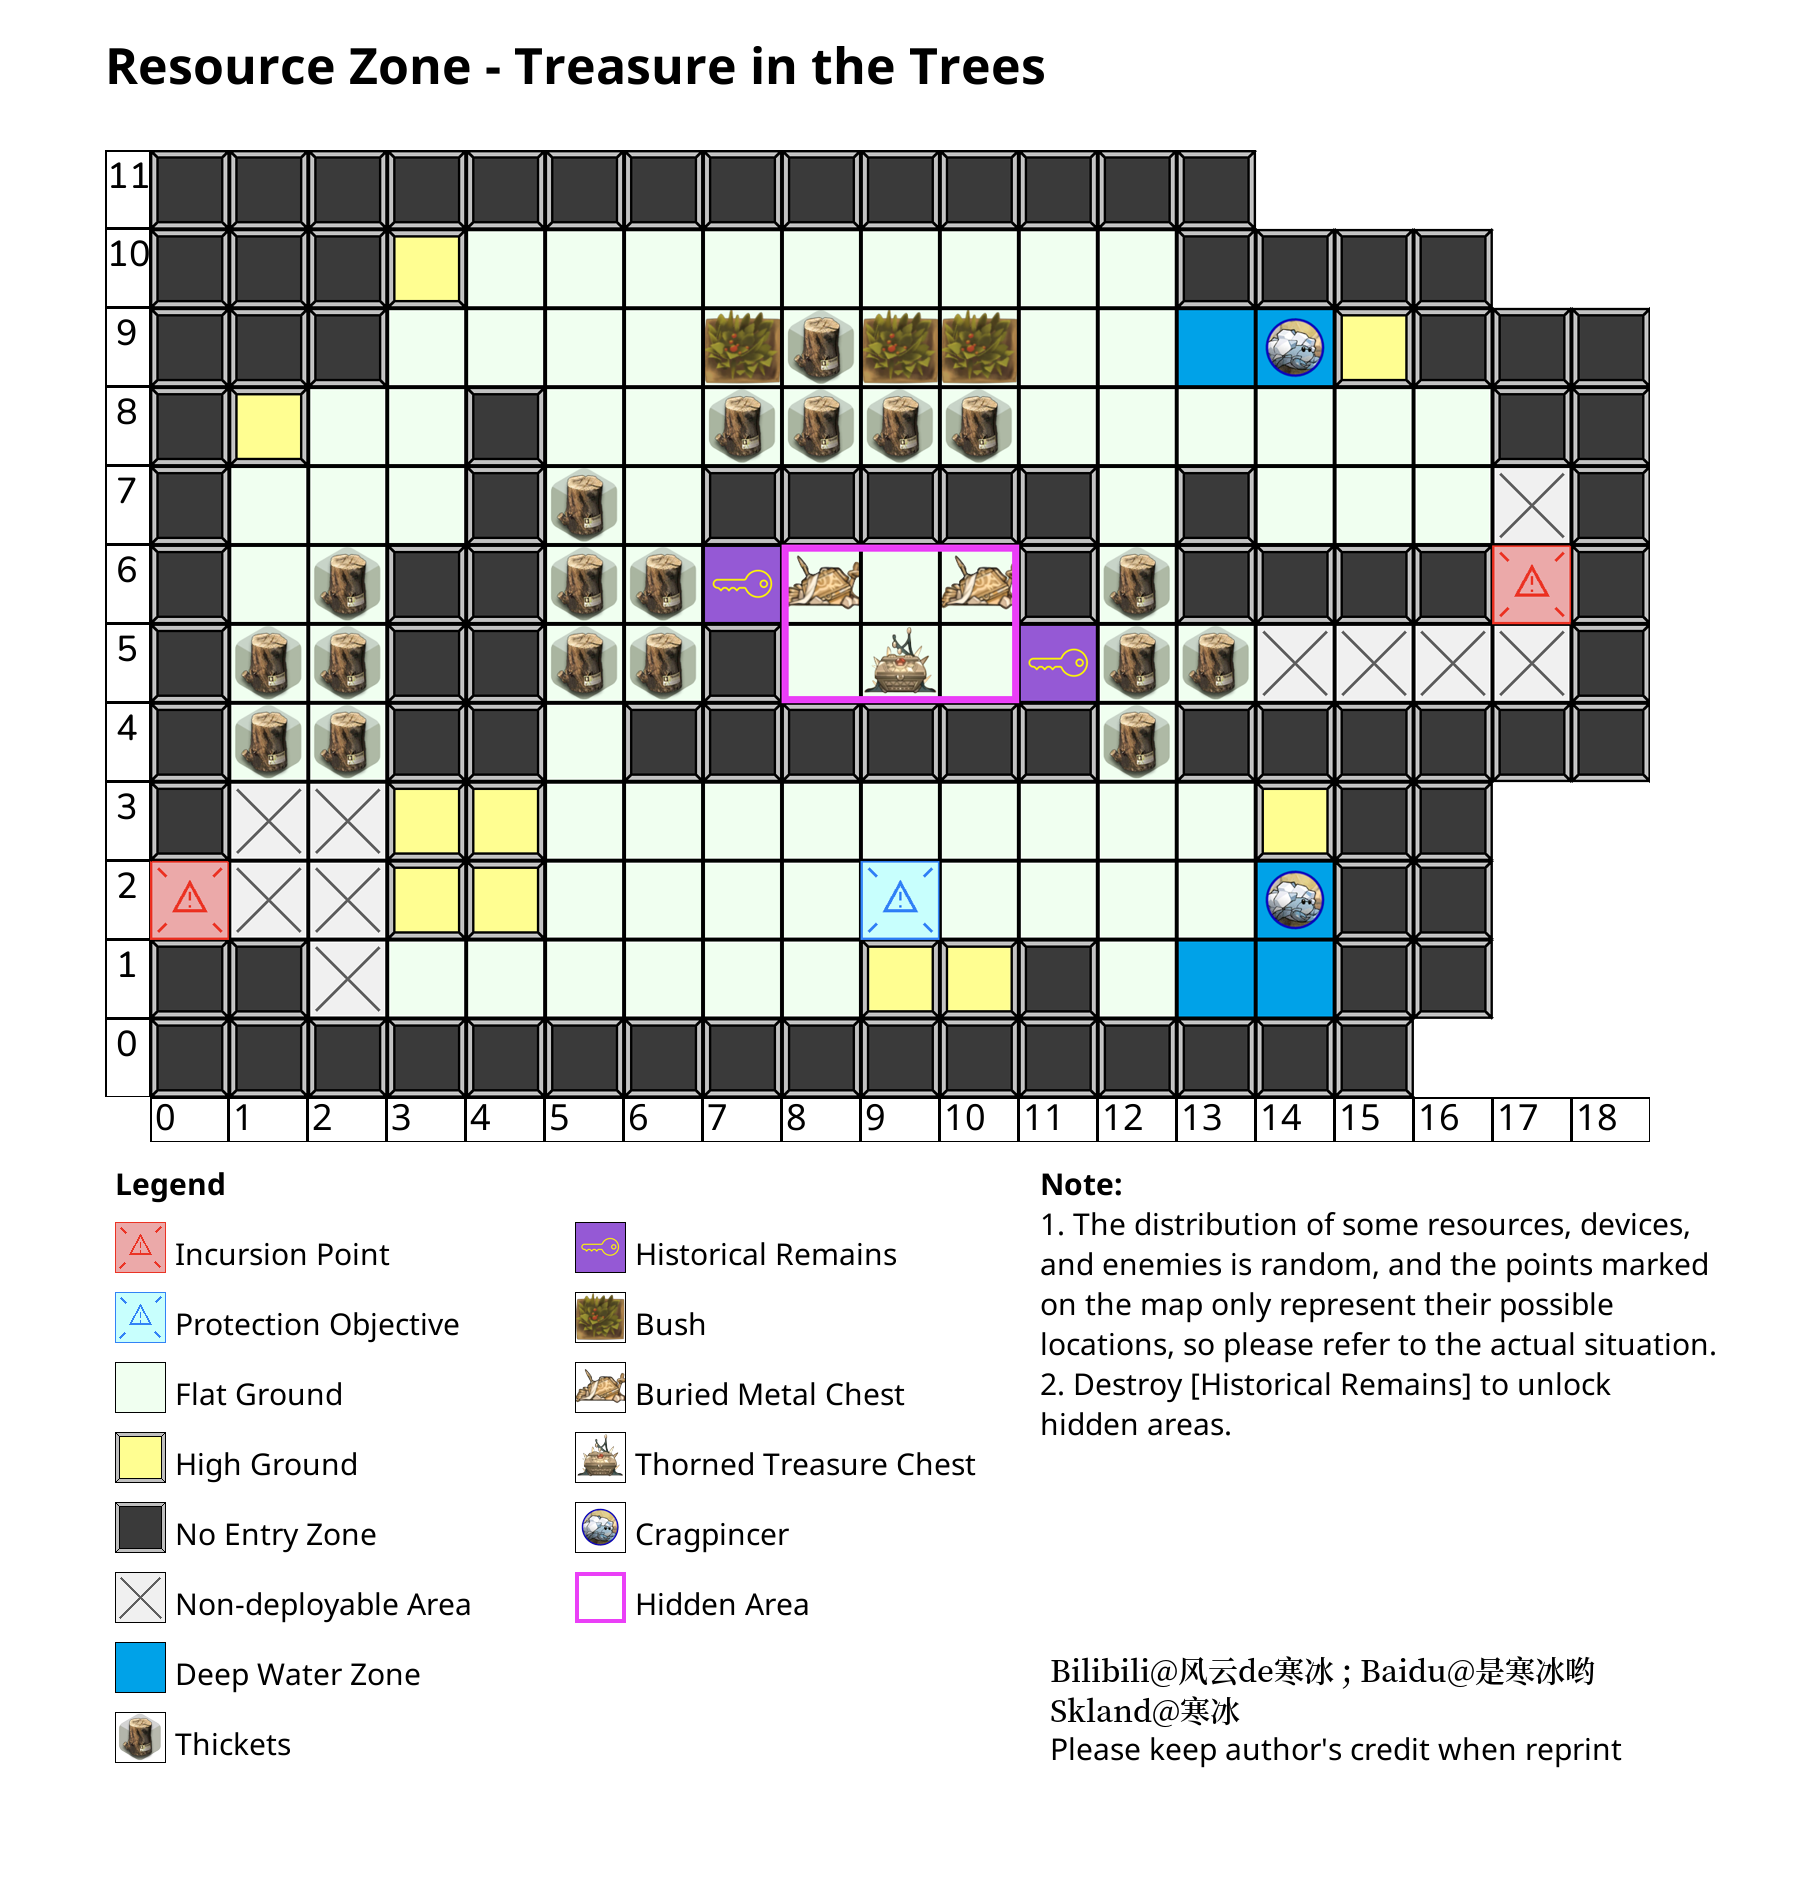 Resource Zone - Treasure in the Trees
11
10
9
8
7
6
5
4
3
2
1
0
0 1 2 3 4 5 6 7 8 9 10 11 12 13 14 15 16 17 18
Legend
Incursion Point
Protection Objective
Flat Ground
High Ground
No Entry Zone
Non-deployable Area
Deep Water Zone
Thickets
Historical Remains
Bush
Buried Metal Chest
Thorned Treasure Chest
Cragpincer
Hidden Area
Note:
1. The distribution of some resources, devices,
and enemies is random, and the points marked
on the map only represent their possible
locations, so please refer to the actual situation.
2. Destroy [Historical Remains] to unlock
hidden areas.
Bilibili@风云de寒冰 ; Baidu@是寒冰哟
Skland@寒冰
Please keep author's credit when reprint